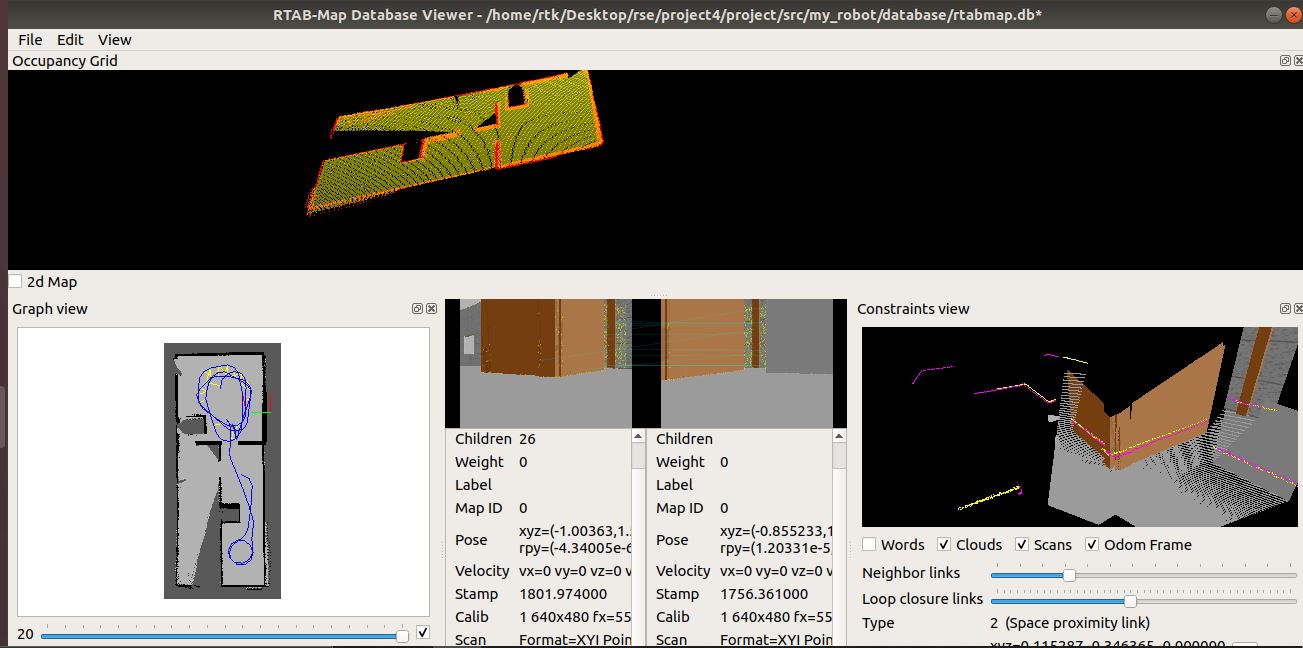 RTAB-Map Database Viewer - /home/rtk/Desktop/rse/project4/project/src/my_robot/database/rtabmap.db*
File Edit View
Occupancy Grid
2d Map
Graph view
20
Children 26
Weight 0
Label
Map ID 0
Pose xyz=(-1.00363,1.
rpy=(-4.34005e-6
Velocity vx=0 vy=0 vz=0 v
Stamp 1801.974000
Calib 1 640x480 fx=55
Scan Format=XYI Poin
Children
Weight 0
Label
Map ID 0
Pose xyz=(-0.855233,1
rpy=(1.20331e-5,
Velocity vx=0 vy=0 vz=0 v
Stamp 1756.361000
Calib 1 640x480 fx=55
Scan Format=XYI Poin
Constraints view
Words Clouds Scans Odom Frame
Neighbor links
Loop closure links
Type 2 (Space proximity link)